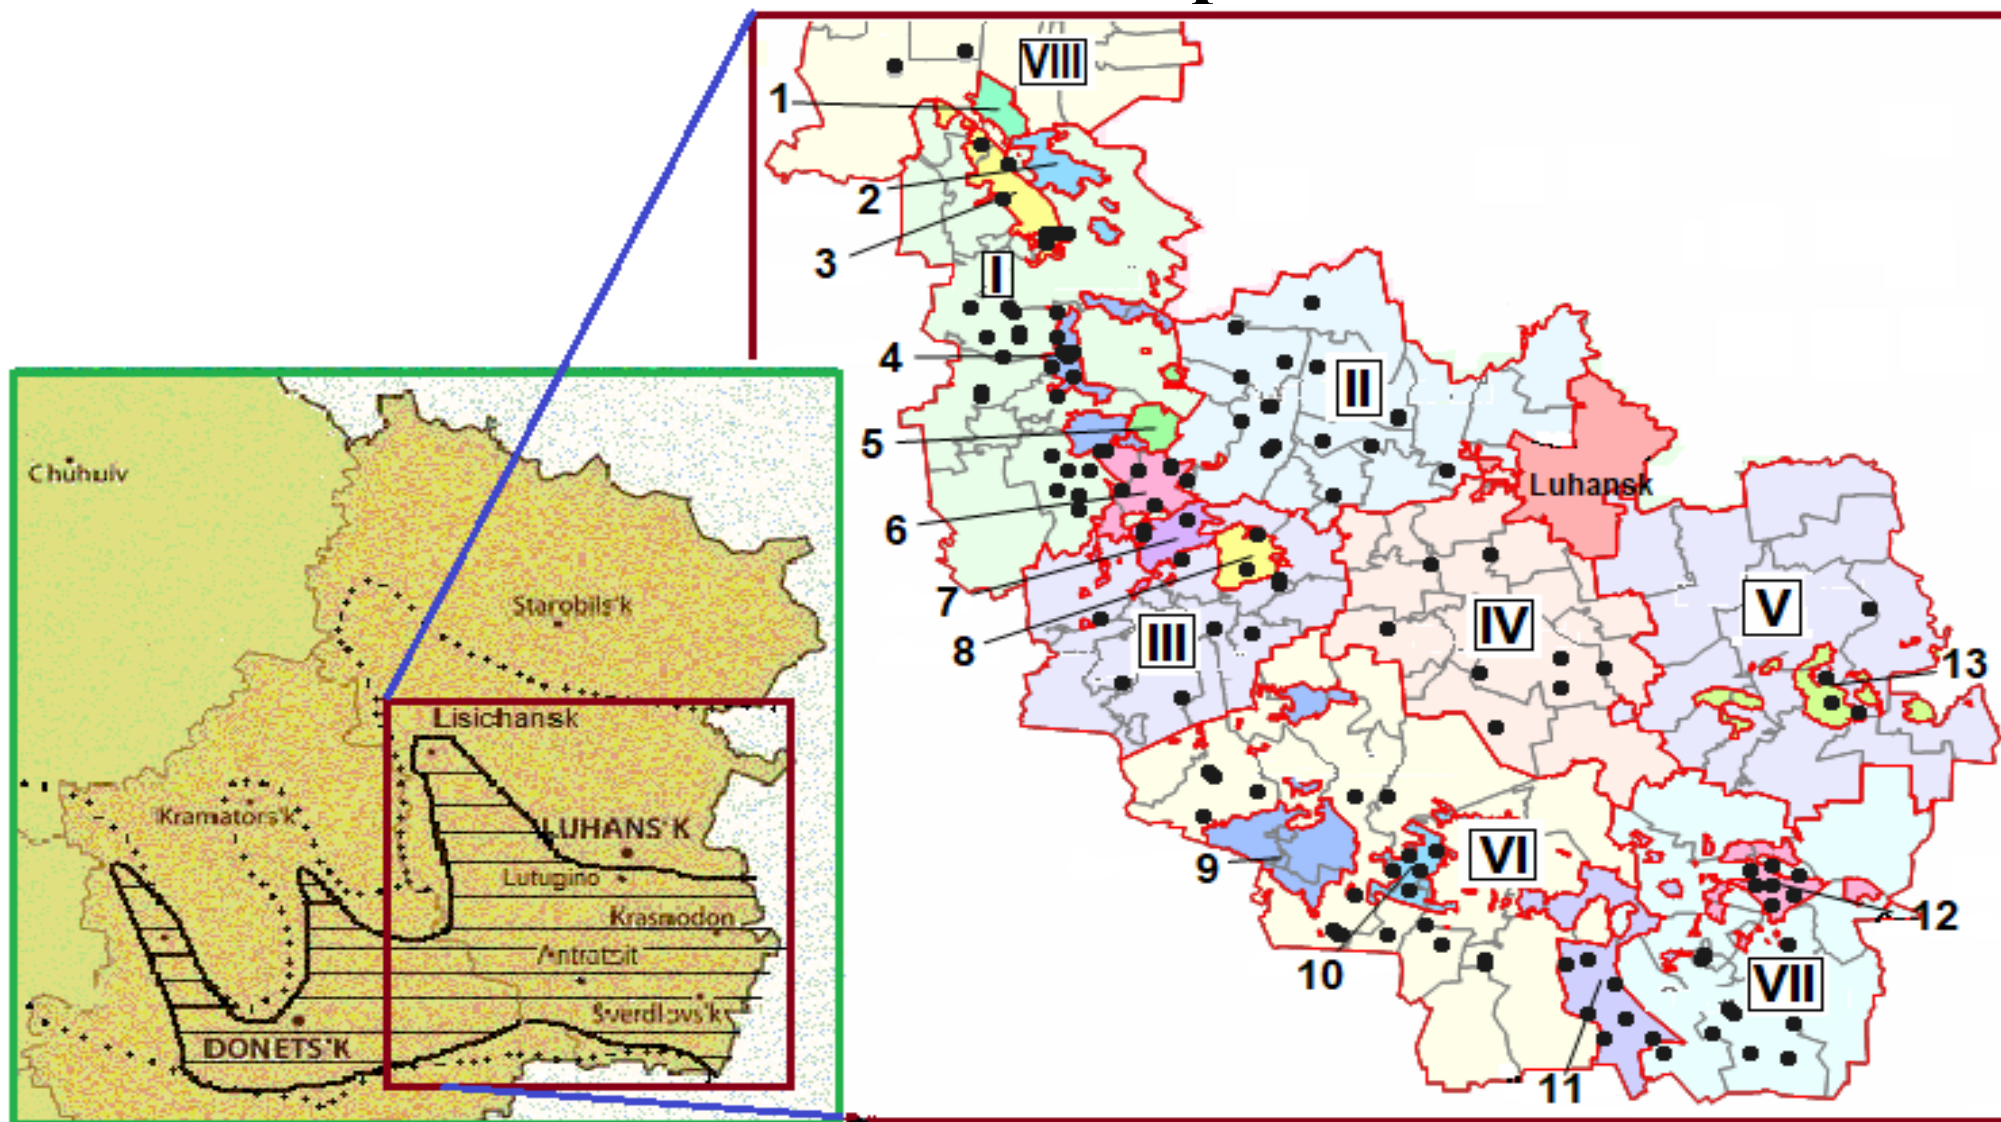 VIII
1
2
3
I
4
II
5
Luhansk
6
7
8
III
IV
V
13
9
VI
10
12
VII
11
Chuhuiv
Starobils'k
Lisichansk
Kramators'k
LUHANS'K
Lutugino
Krasnodon
Antratsit
Sverdlovs'k
DONETS'K